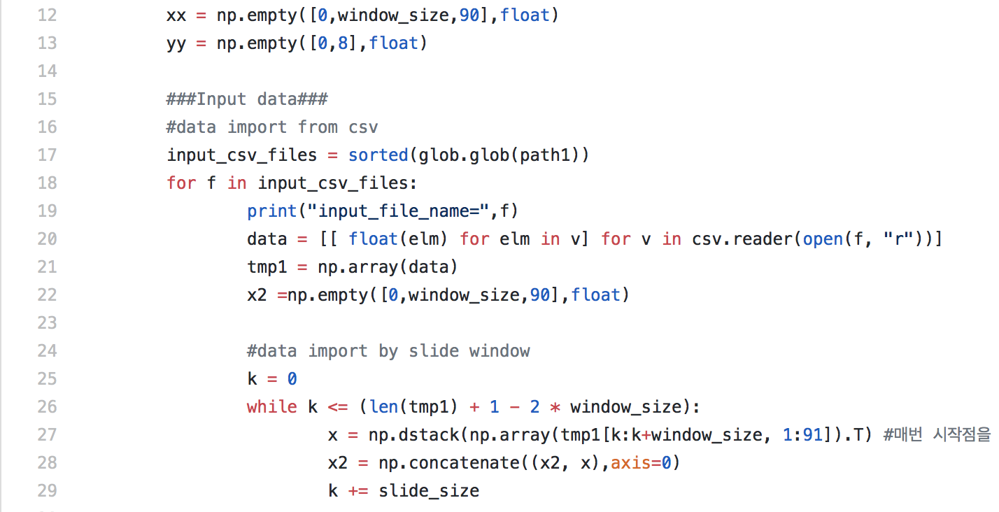 12 xx = np.empty([0,window_size,90],float)
13 yy = np.empty([0,8],float)
14
15 ###Input data###
16 #data import from csv
17 input_csv_files = sorted(glob.glob(path1))
18 for f in input_csv_files:
19 print("input_file_name=",f)
20 data = [[ float(elm) for elm in v] for v in csv.reader(open(f, "r"))]
21 tmp1 = np.array(data)
22 x2 =np.empty([0,window_size,90],float)
23
24 #data import by slide window
25 k = 0
26 while k <= (len(tmp1) + 1 - 2 * window_size):
27 x = np.dstack(np.array(tmp1[k:k+window_size, 1:91]).T) #매번 시작점을
28 x2 = np.concatenate((x2, x),axis=0)
29 k += slide_size